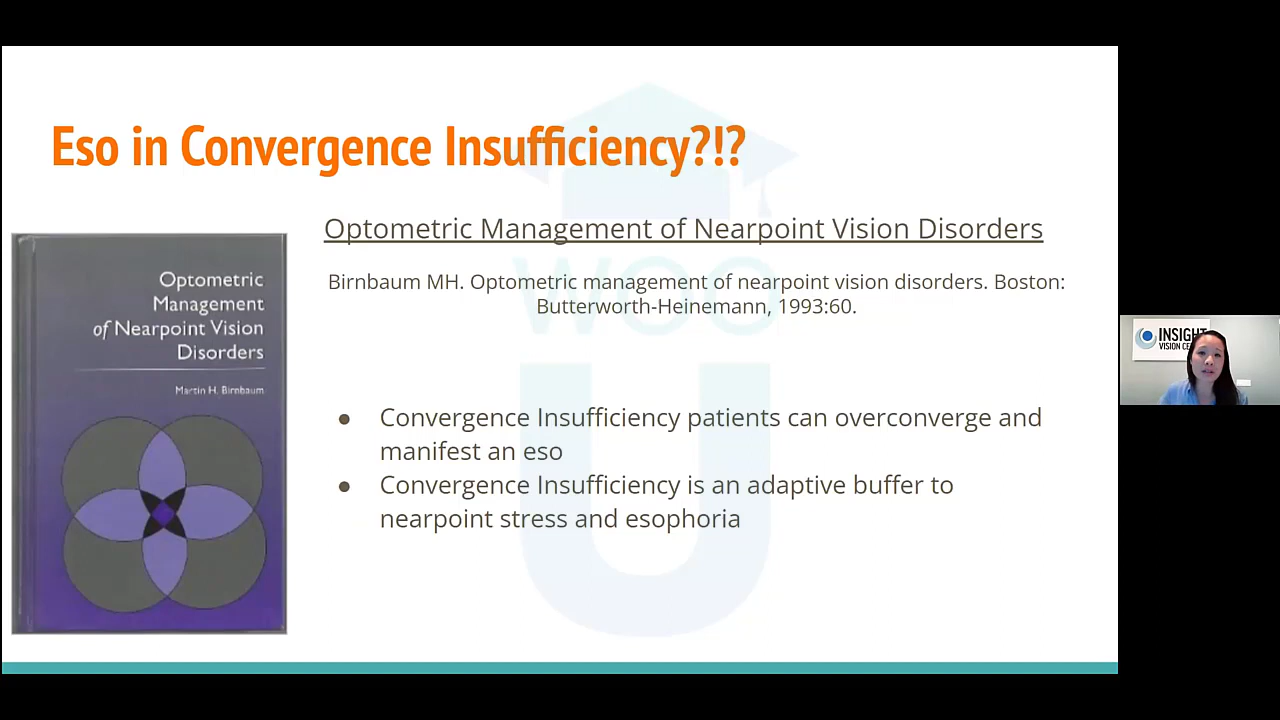 Eso in Convergence Insufficiency?!?
Optometric Management of Nearpoint Vision Disorders
Birnbaum MH. Optometric management of nearpoint vision disorders. Boston:
Butterworth-Heinemann, 1993:60.
Optometric
Management
of Nearpoint Vision
Disorders
Martin H. Birnbaum
● Convergence Insufficiency patients can overconverge and
manifest an eso
● Convergence Insufficiency is an adaptive buffer to
nearpoint stress and esophoria
WOO
U
INSIGHT
VISION